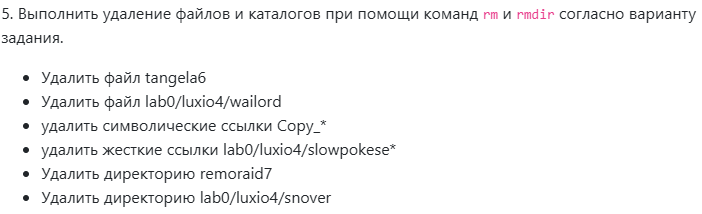 5. Выполнить удаление файлов и каталогов при помощи команд rm и rmdir согласно варианту
задания.
• Удалить файл tangela6
• Удалить файл lab0/luxio4/wailord
• удалить символические ссылки Copy_*
• удалить жесткие ссылки lab0/luxio4/slowpokese*
• Удалить директорию remoraid7
• Удалить директорию lab0/luxio4/snover